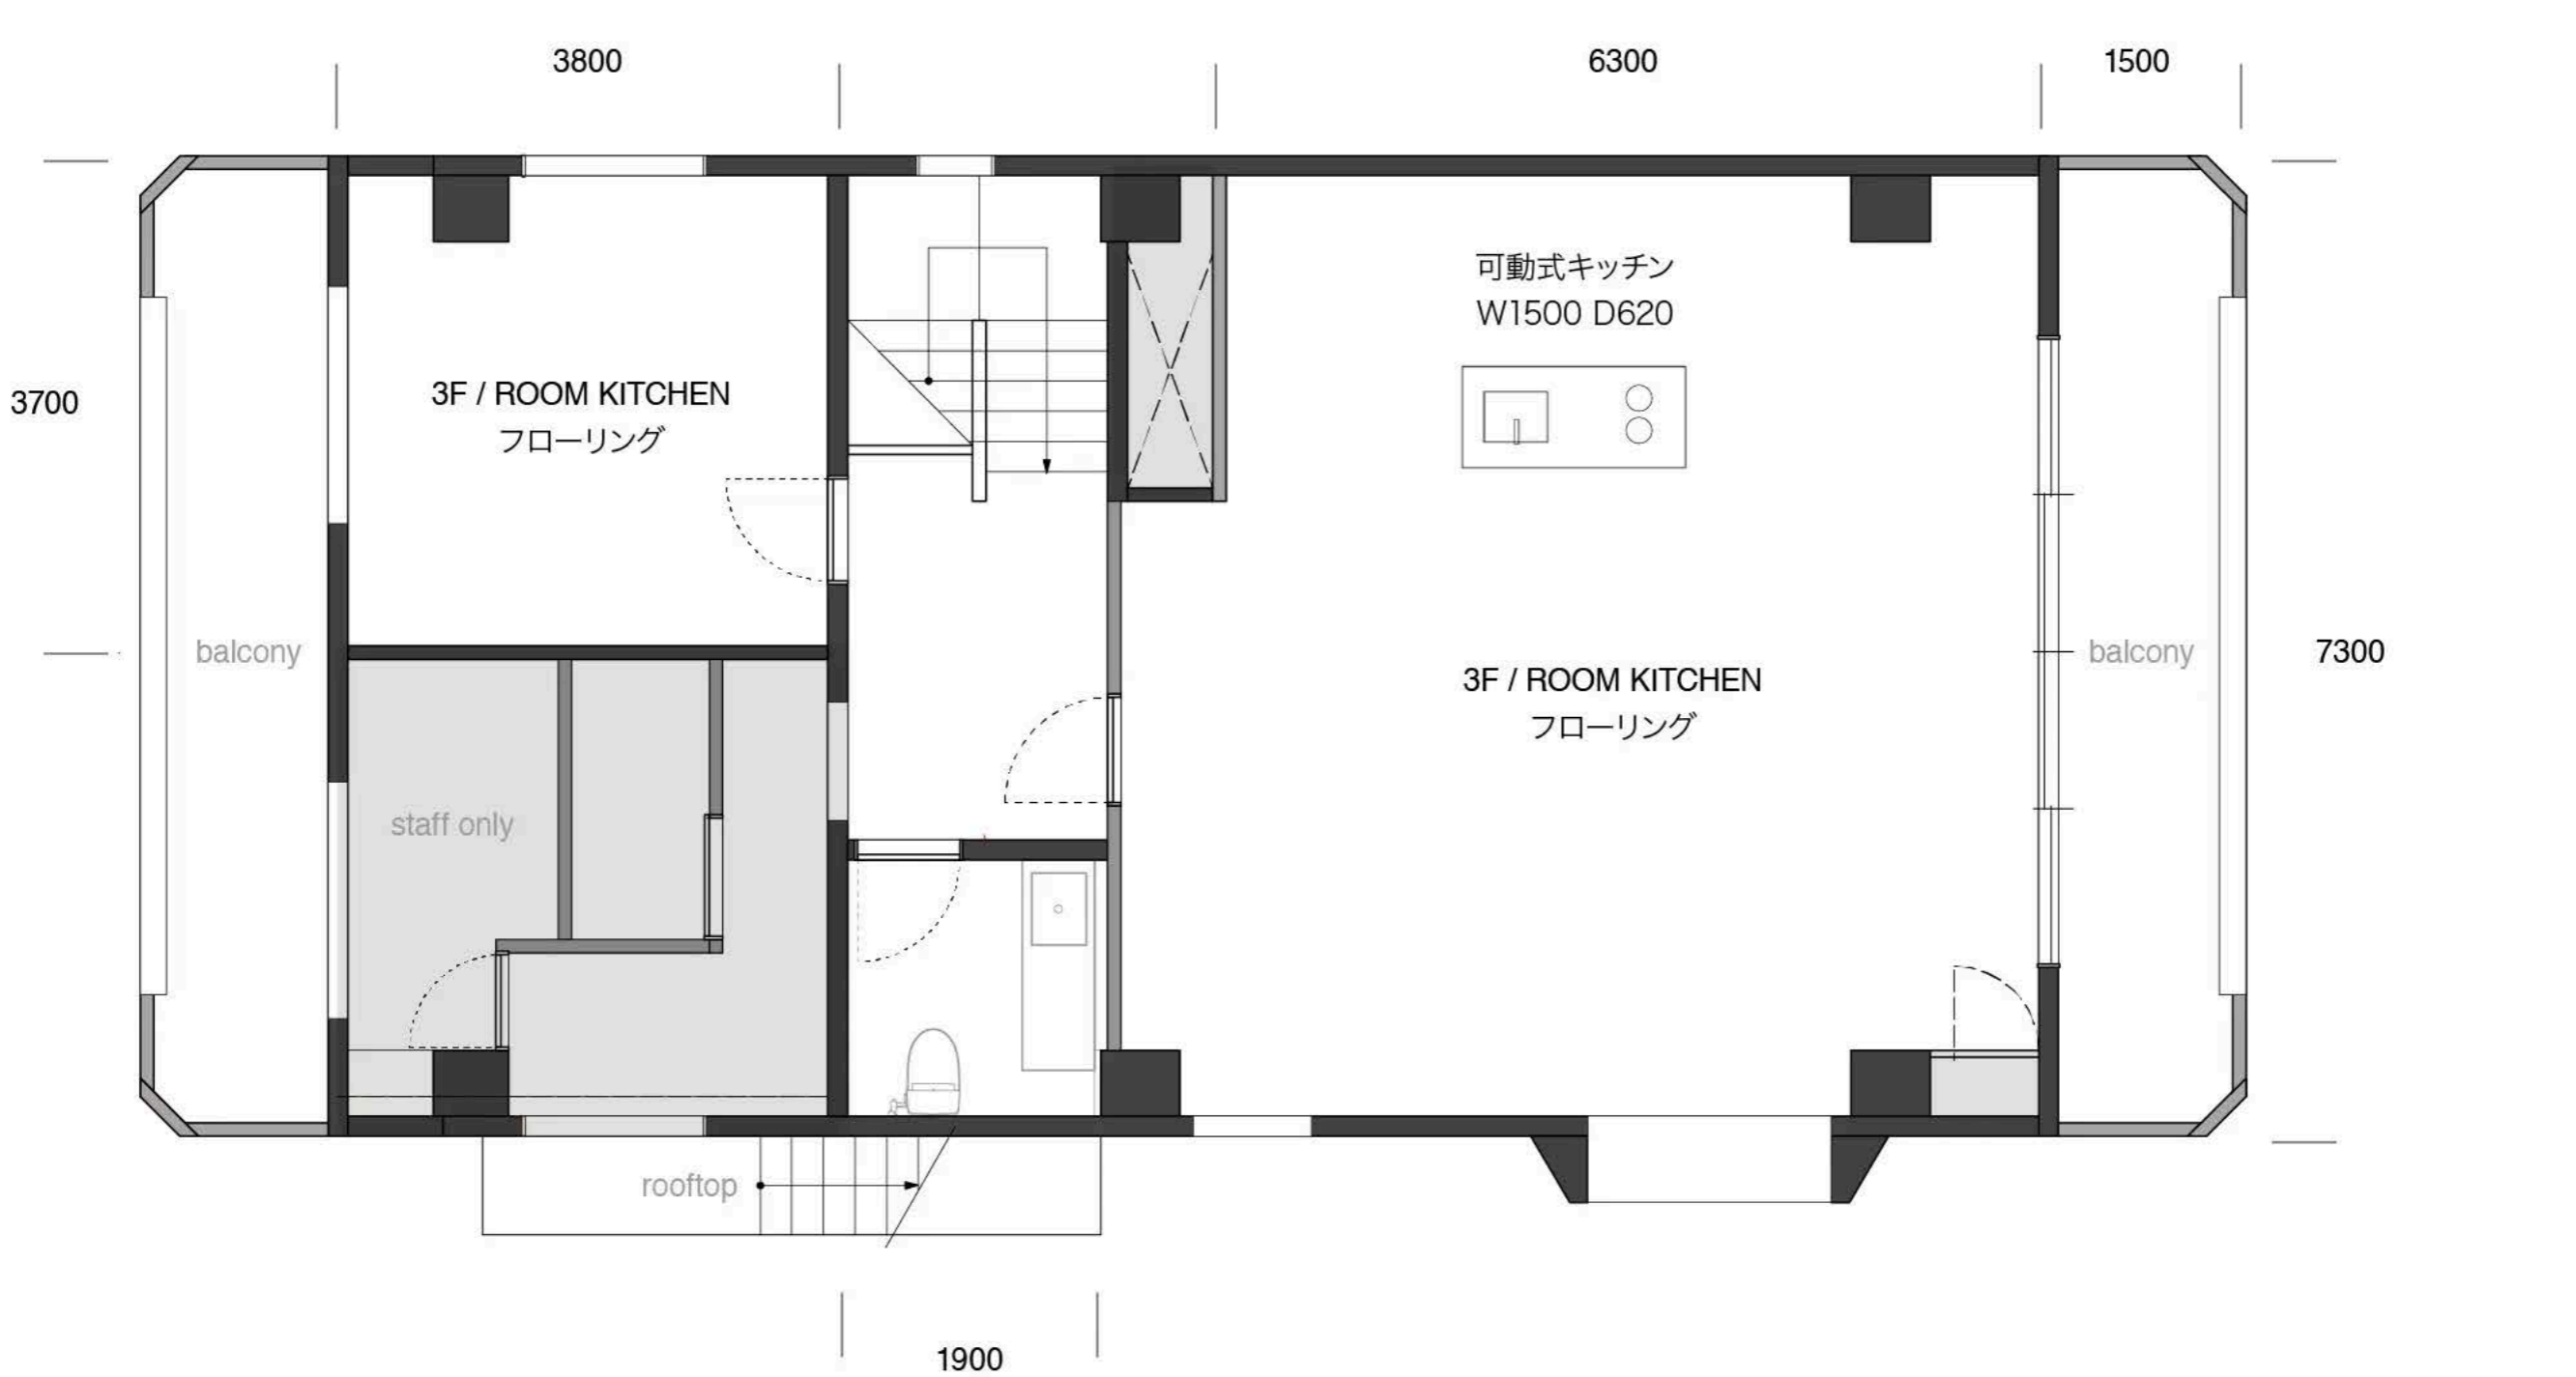 3800
6300
1500
3700
3F / ROOM KITCHEN
フローリング
可動式キッチン
W1500 D620
balcony
3F / ROOM KITCHEN
フローリング
balcony
7300
staff only
rooftop
1900